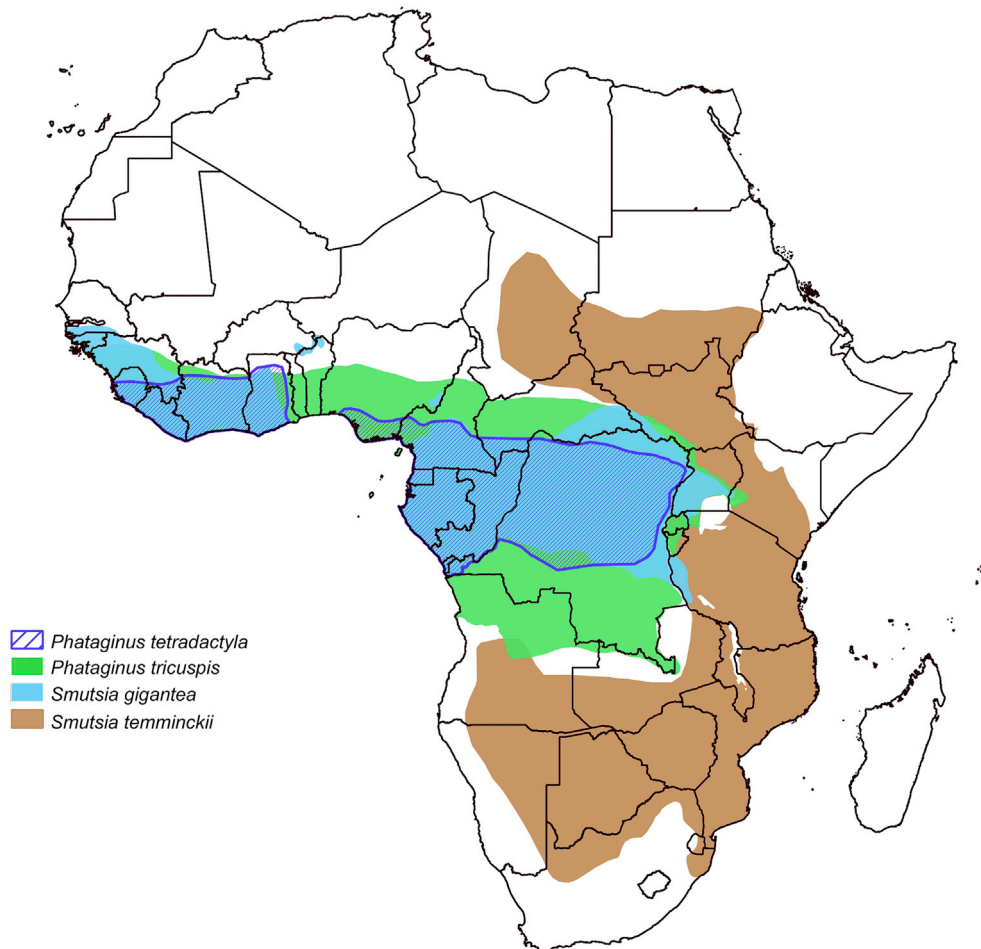 Phataginus tetradactyla
Phataginus tricuspis
Smutsia gigantea
Smutsia temminckii